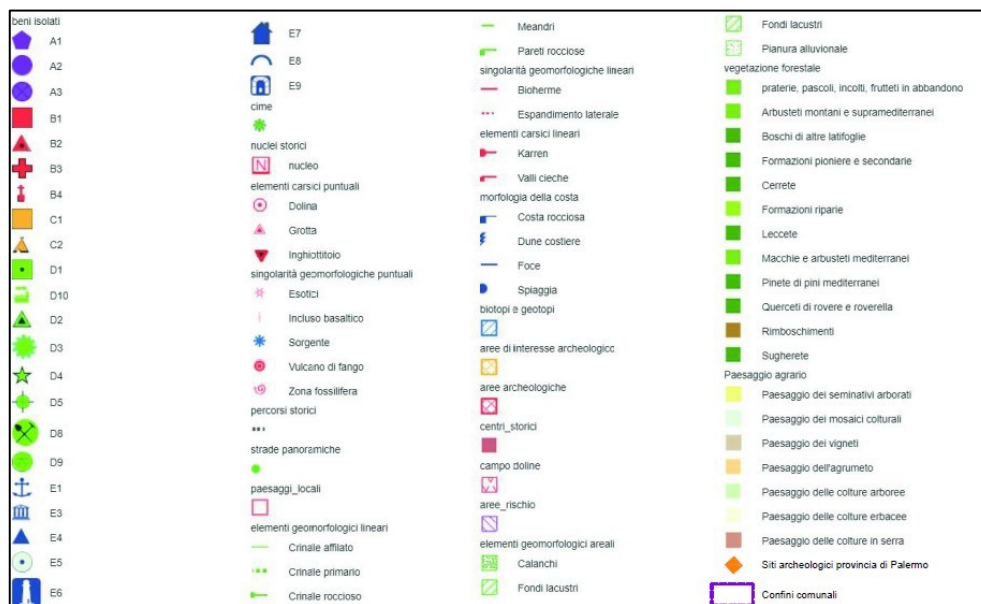 beni isolati
A1
A2
A3
B1
B2
B3
B4
C1
C2
D1
D10
D2
D3
D4
D5
D8
D9
E1
E3
E4
E5
E6
E7
E8
E9
cime
nuclei storici
N nucleo
elementi carsici puntuali
Dolina
Grotta
Inghiottitoio
singolarità geomorfologiche puntuali
Esotici
Incluso basaltico
Sorgente
Vulcano di fango
Zona fossilifera
percorsi storici
strade panoramiche
paesaggi_locali
elementi geomorfologici lineari
Crinale affilato
Crinale primario
Crinale roccioso
Meandri
Pareti rocciose
singolarità geomorfologiche lineari
Bioherme
Espandimento laterale
elementi carsici lineari
Karren
Valli cieche
morfologia della costa
Costa rocciosa
Dune costiere
Foce
Spiaggia
biotopi e geotopi
aree di interesse archeologico
aree archeologiche
centri_storici
campo doline
aree_rischio
elementi geomorfologici areali
Calanchi
Fondi lacustri
Fondi lacustri
Pianura alluvionale
vegetazione forestale
praterie, pascoli, incolti, frutteti in abbandono
Arbusteti montani e supramediterranei
Boschi di altre latifoglie
Formazioni pioniere e secondarie
Cerrete
Formazioni riparie
Leccete
Macchie e arbusteti mediterranei
Pinete di pini mediterranei
Querceti di rovere e roverella
Rimboschimenti
Sugherete
Paesaggio agrario
Paesaggio dei seminativi arborati
Paesaggio dei mosaici colturali
Paesaggio dei vigneti
Paesaggio dell'agrumeto
Paesaggio delle colture arboree
Paesaggio delle colture erbacee
Paesaggio delle colture in serra
Siti archeologici provincia di Palermo
Confini comunali